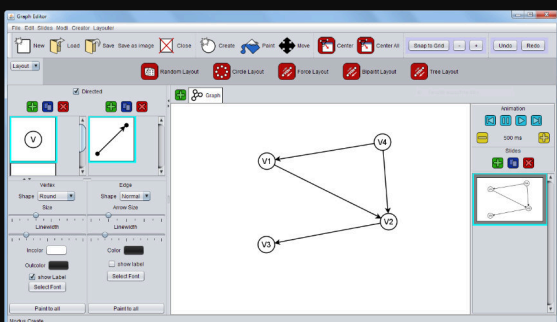 Graph Editor
File Edit Slides Modi Creator Layouter
New Load Save Save as Image Close Create Paint Move Center Center All Snap to Grid - + Undo Redo
Layout Random Layout Circle Layout Force Layout Bipartit Layout Tree Layout
Directed
Graph
Animation
500 ms
Slides
V
V1
V4
V2
V3
Vertex
Shape Round
Size
Linewidth
Incolor
Outcolor
show Label
Select Font
Paint to all
Edge
Shape Normal
Arrow Size
Linewidth
Color
show label
Select Font
Paint to all
Modus Create